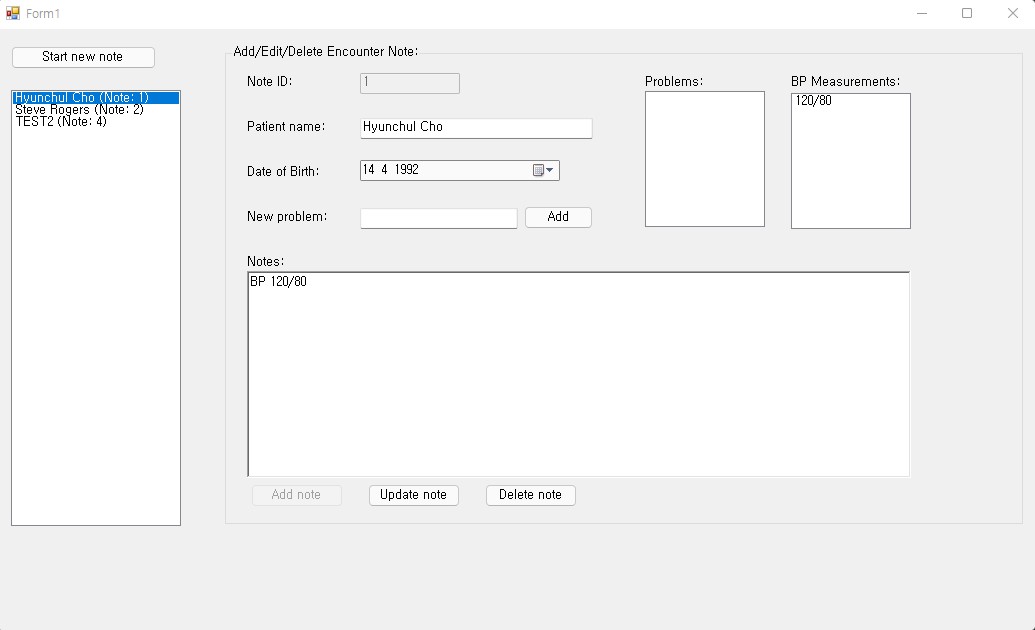 Form1
Start new note
Hyunchul Cho (Note: 1)
Steve Rogers (Note: 2)
TEST2 (Note: 4)
Add/Edit/Delete Encounter Note:
Note ID:
1
Patient name:
Hyunchul Cho
Date of Birth:
14 4 1992
New problem:
Add
Problems:
BP Measurements:
120/80
Notes:
BP 120/80
Add note
Update note
Delete note